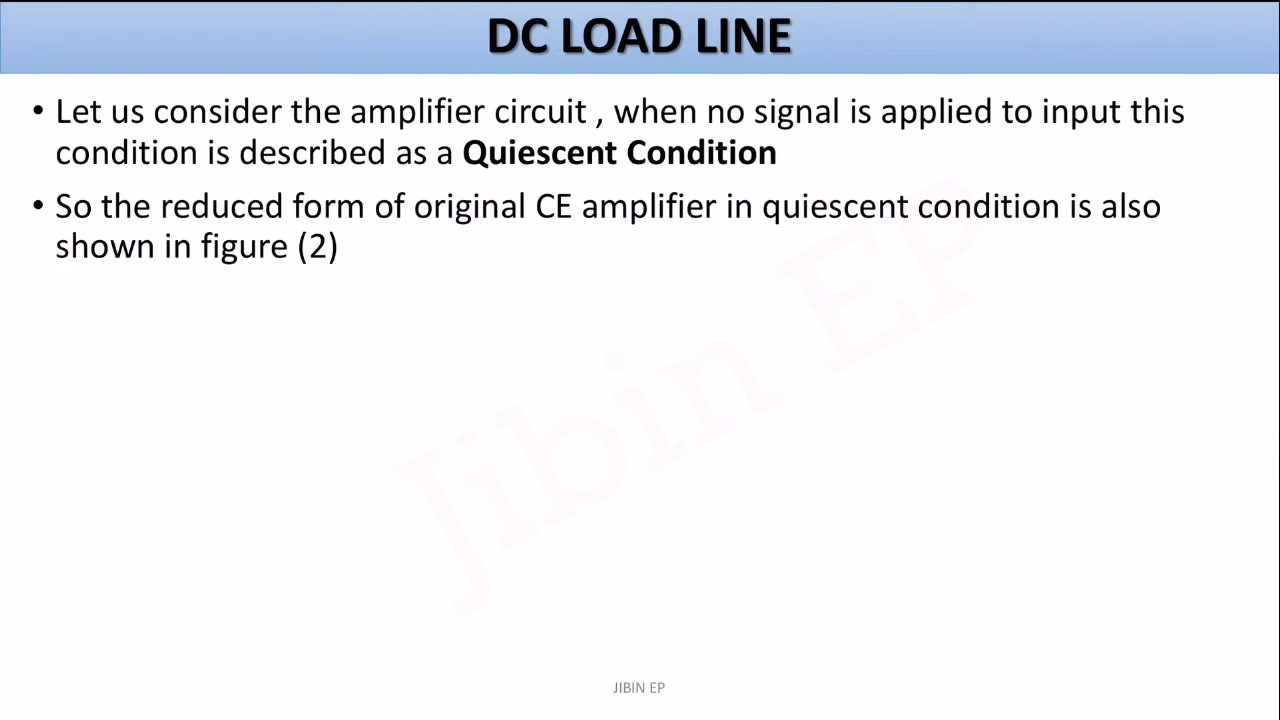 DC LOAD LINE
• Let us consider the amplifier circuit , when no signal is applied to input this
condition is described as a Quiescent Condition
• So the reduced form of original CE amplifier in quiescent condition is also
shown in figure (2)
Jibin EP
JIBIN EP